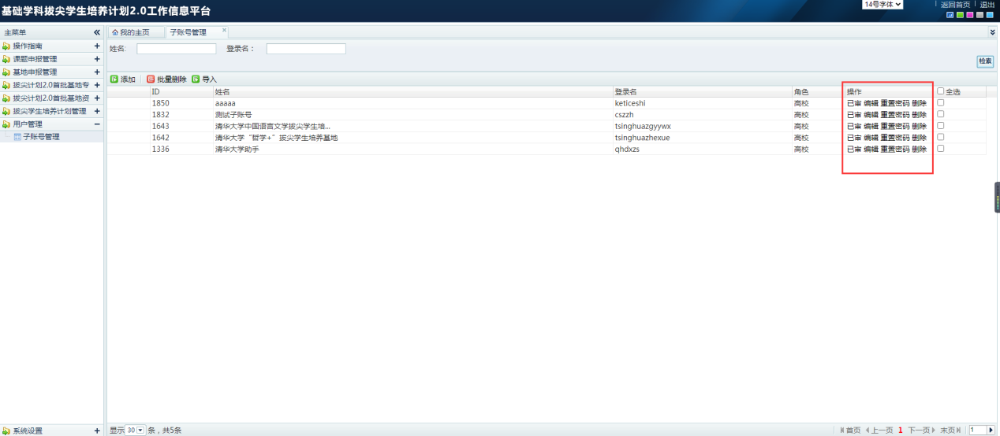 基础学科拔尖学生培养计划2.0工作信息平台
14号字体
返回首页 退出
主菜单
操作指南
课题申报管理
基地申报管理
拔尖计划2.0首批基地专
拔尖计划2.0首批基地资
拔尖学生培养计划管理
用户管理
子账号管理
系统设置
我的主页 子账号管理
姓名: 登录名：
检索
添加 批量删除 导入
ID 姓名 登录名 角色 操作 全选
1850 aaaaa keticeshi 高校 已审 编辑 重置密码 删除
1832 测试子账号 cszzh 高校 已审 编辑 重置密码 删除
1643 清华大学中国语言文学拔尖学生培... tsinghuazgyywx 高校 已审 编辑 重置密码 删除
1642 清华大学“哲学+”拔尖学生培养基地 tsinghuazhexue 高校 已审 编辑 重置密码 删除
1336 清华大学助手 qhdxzs 高校 已审 编辑 重置密码 删除
显示 30 条，共5条 首页 上一页 1 下一页 末页 1